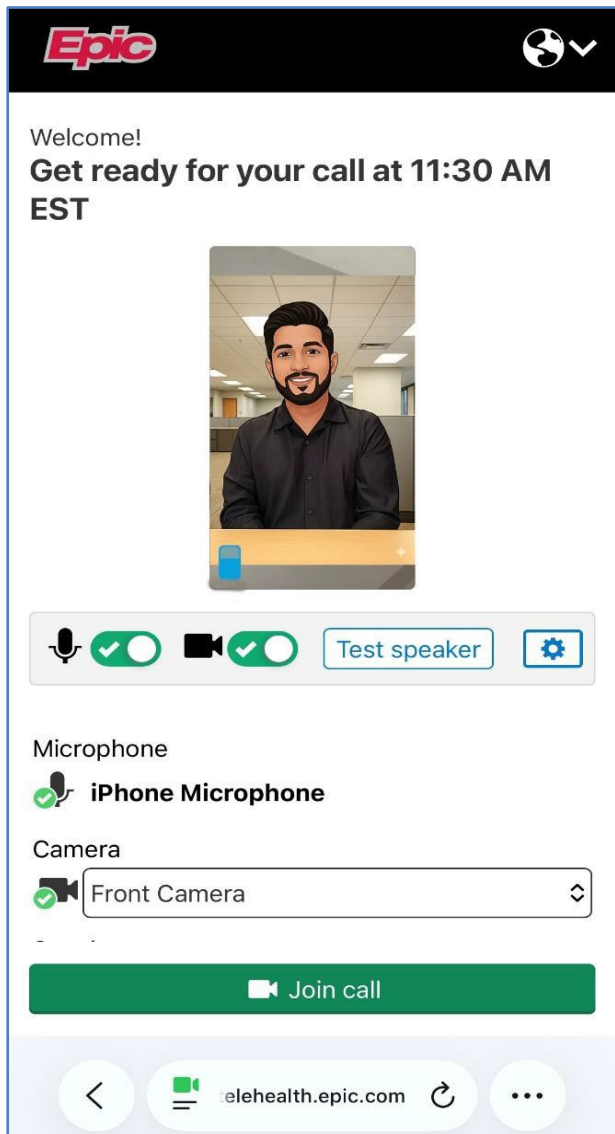 Epic
Welcome!
Get ready for your call at 11:30 AM
EST
Test speaker
Microphone
iPhone Microphone
Camera
Front Camera
Join call
elehealth.epic.com